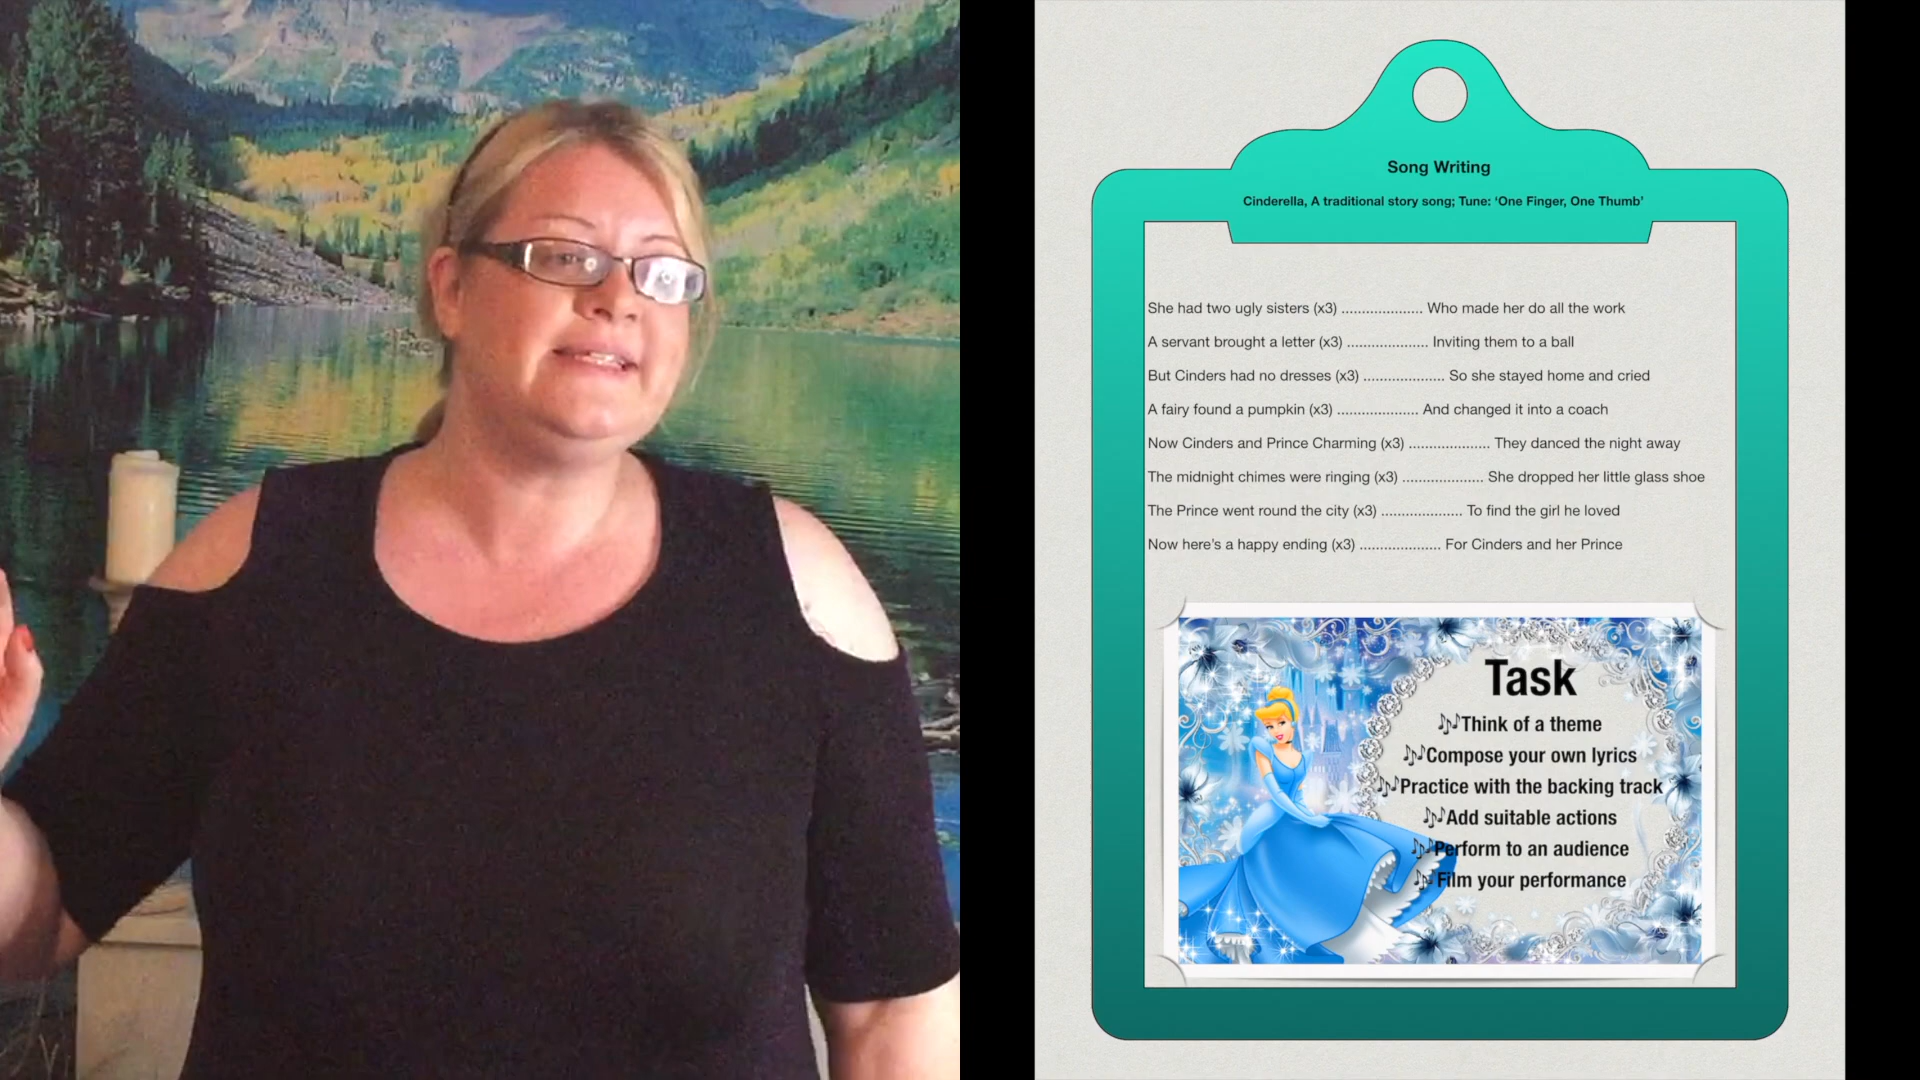 Song Writing
Cinderella, A traditional story song; Tune: ‘One Finger, One Thumb’
She had two ugly sisters (x3) .................... Who made her do all the work
A servant brought a letter (x3) .................... Inviting them to a ball
But Cinders had no dresses (x3) .................... So she stayed home and cried
A fairy found a pumpkin (x3) .................... And changed it into a coach
Now Cinders and Prince Charming (x3) .................... They danced the night away
The midnight chimes were ringing (x3) .................... She dropped her little glass shoe
The Prince went round the city (x3) .................... To find the girl he loved
Now here’s a happy ending (x3) .................... For Cinders and her Prince
Task
🎶Think of a theme
🎶Compose your own lyrics
🎶Practice with the backing track
🎶Add suitable actions
🎶Perform to an audience
🎶Film your performance